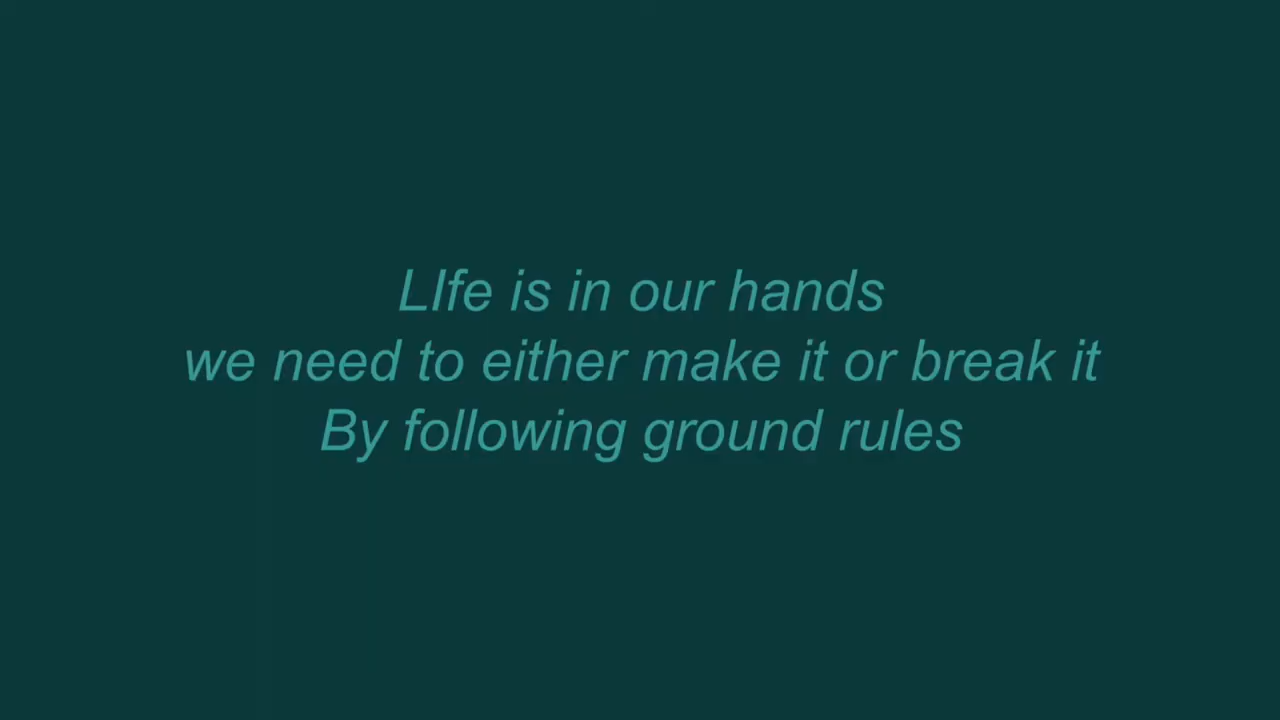 LIfe is in our hands
we need to either make it or break it
By following ground rules